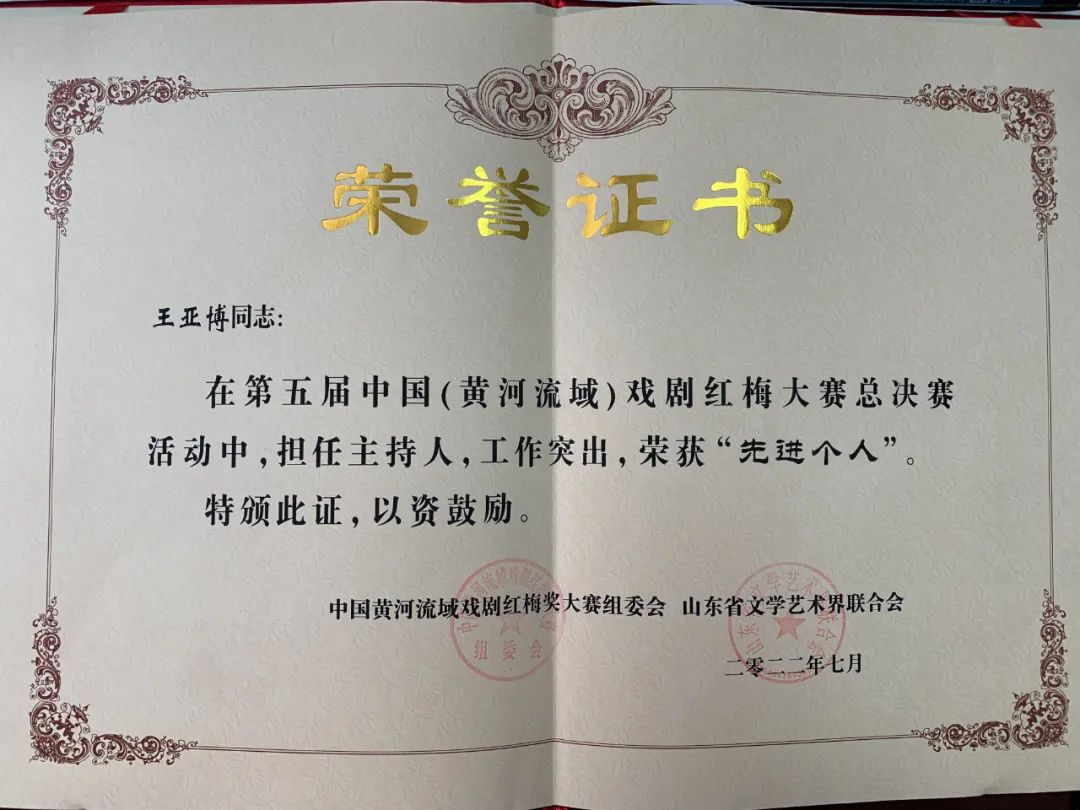 荣誉证书
王亚博同志:
在第五届中国(黄河流域)戏剧红梅大赛总决赛
活动中,担任主持人,工作突出,荣获“先进个人”。
特颁此证,以资鼓励。
中国黄河流域戏剧红梅奖大赛组委会 山东省文学艺术界联合会
二零二二年七月
组委会